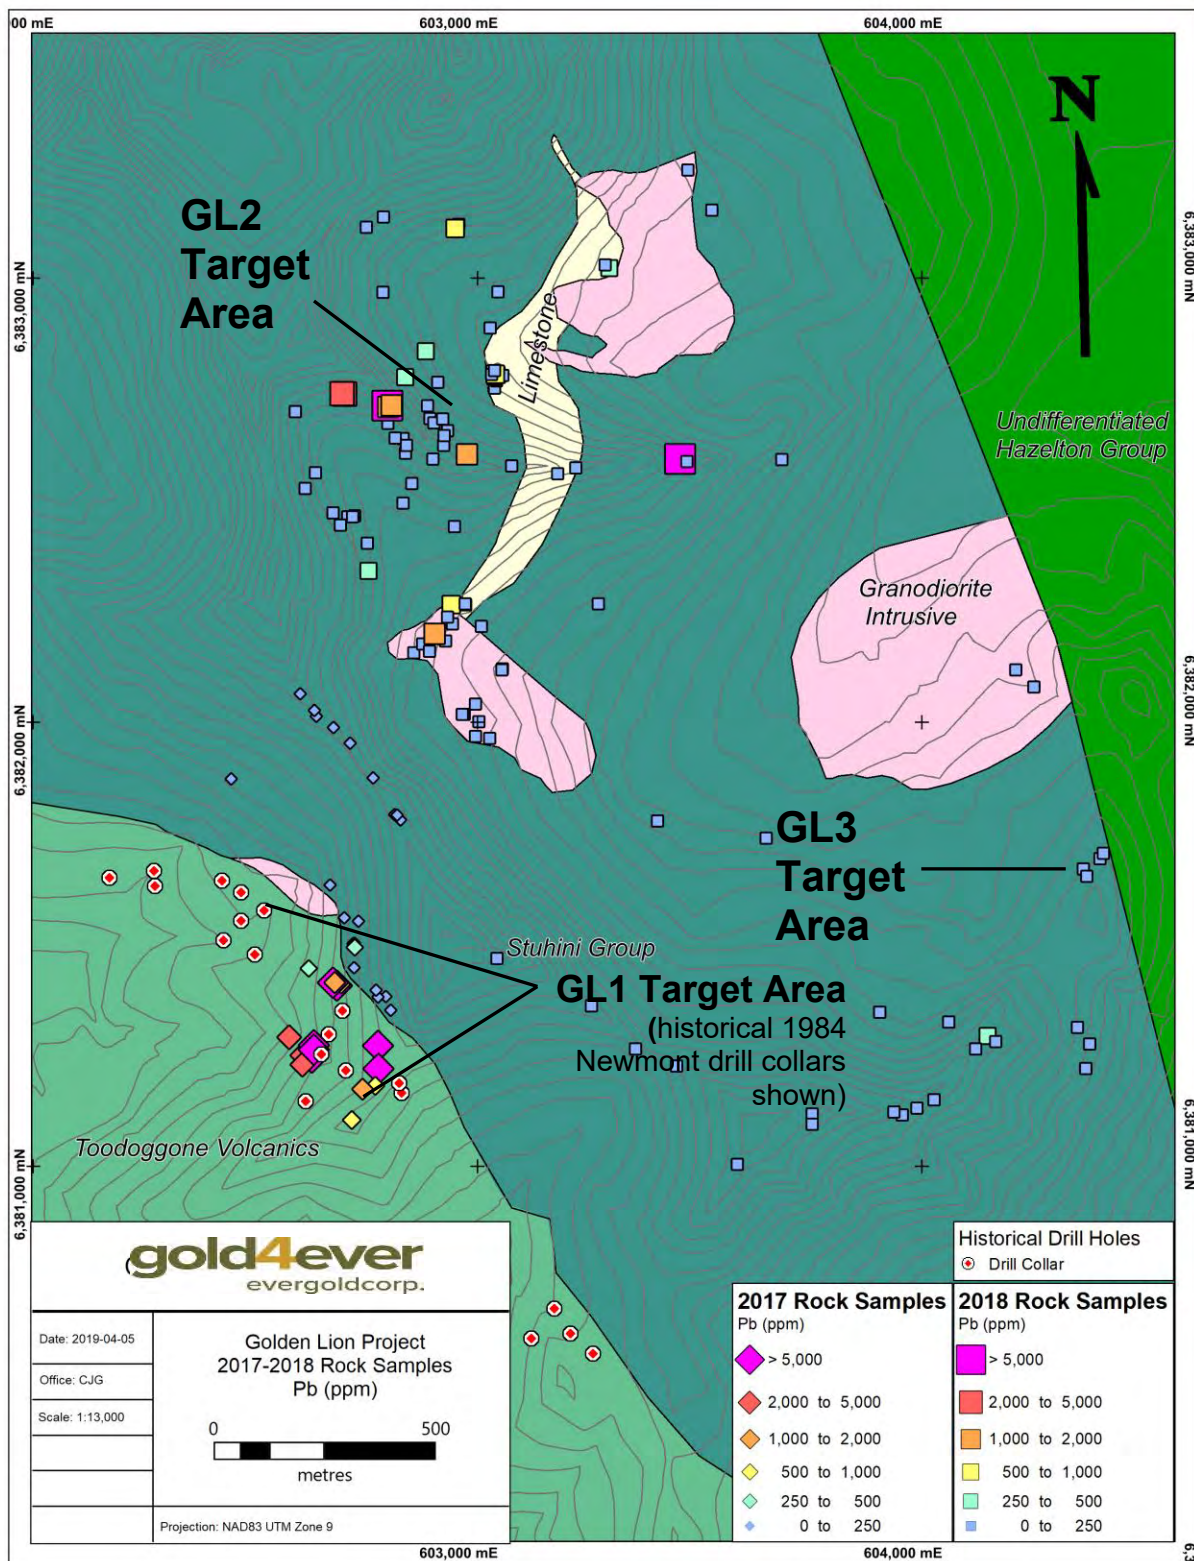 00 mE
603,000 mE
604,000 mE
N
GL2
Target
Area
6,383,000 mN
6,383,000 mN
Limestone
Undifferentiated
Hazelton Group
Granodiorite
Intrusive
6,382,000 mN
6,382,000 mN
GL3
Target
Area
Stuhini Group
GL1 Target Area
(historical 1984
Newmont drill collars
shown)
Toodoggone Volcanics
6,381,000 mN
6,381,000 mN
gold4ever
evergoldcorp.
Date: 2019-04-05
Office: CJG
Scale: 1:13,000
Golden Lion Project
2017-2018 Rock Samples
Pb (ppm)
0 500
metres
Projection: NAD83 UTM Zone 9
Historical Drill Holes
Drill Collar
2017 Rock Samples
Pb (ppm)
> 5,000
2,000 to 5,000
1,000 to 2,000
500 to 1,000
250 to 500
0 to 250
2018 Rock Samples
Pb (ppm)
> 5,000
2,000 to 5,000
1,000 to 2,000
500 to 1,000
250 to 500
0 to 250
603,000 mE
604,000 mE